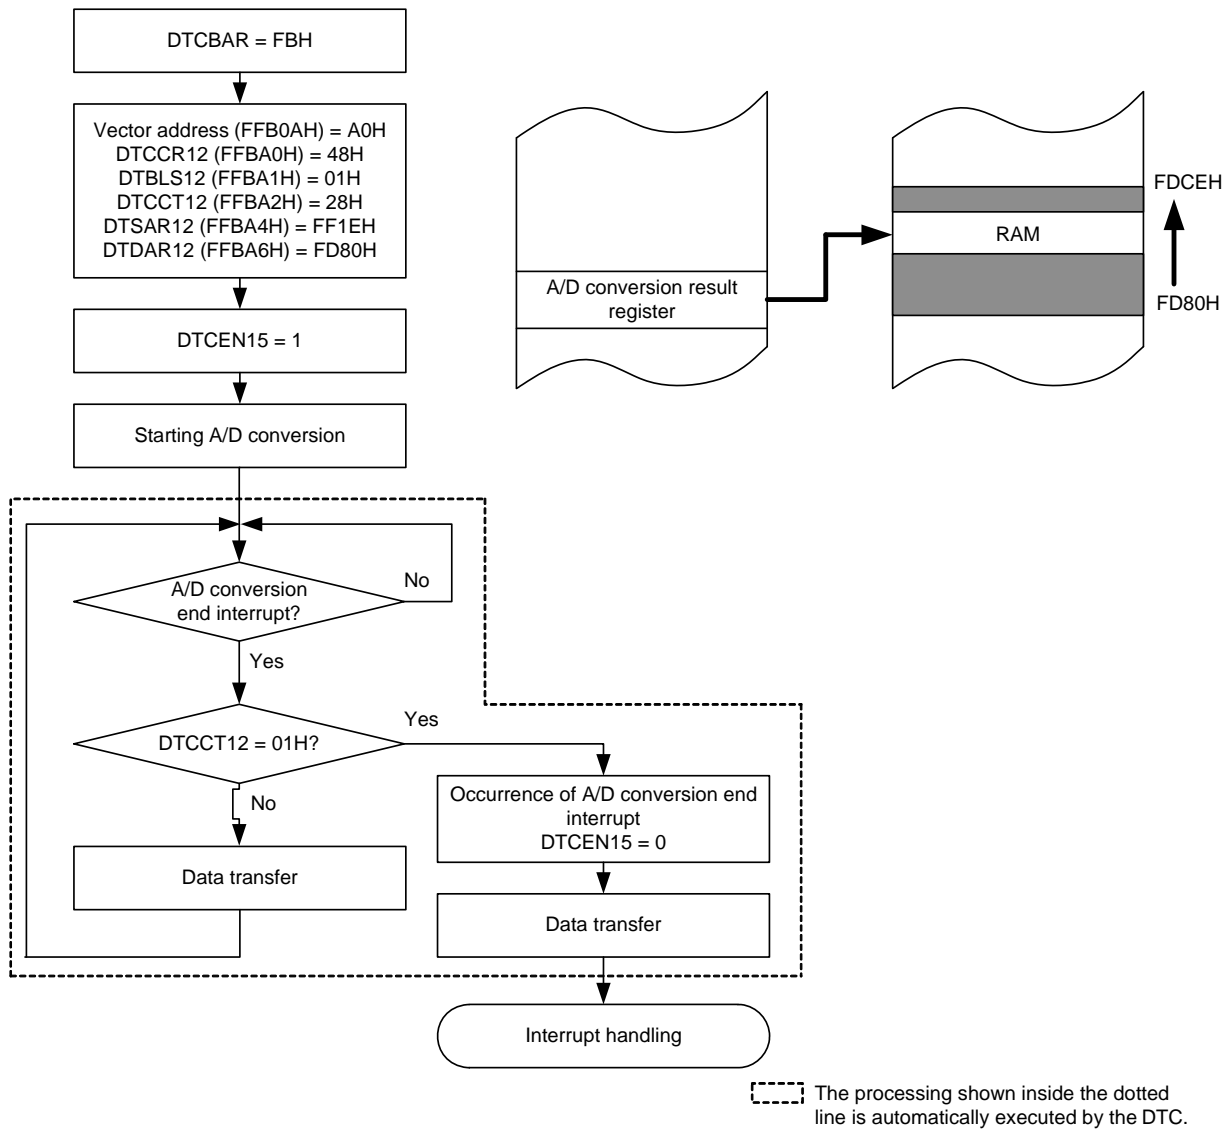 DTCBAR = FBH
Vector address (FFB0AH) = A0H
DTCCR12 (FFBA0H) = 48H
DTBLS12 (FFBA1H) = 01H
DTCCT12 (FFBA2H) = 28H
DTSAR12 (FFBA4H) = FF1EH
DTDAR12 (FFBA6H) = FD80H
DTCEN15 = 1
Starting A/D conversion
A/D conversion
end interrupt?
No
Yes
DTCCT12 = 01H?
Yes
No
Data transfer
Occurrence of A/D conversion end
interrupt
DTCEN15 = 0
Data transfer
Interrupt handling
A/D conversion result
register
RAM
FDCEH
FD80H
The processing shown inside the dotted
line is automatically executed by the DTC.